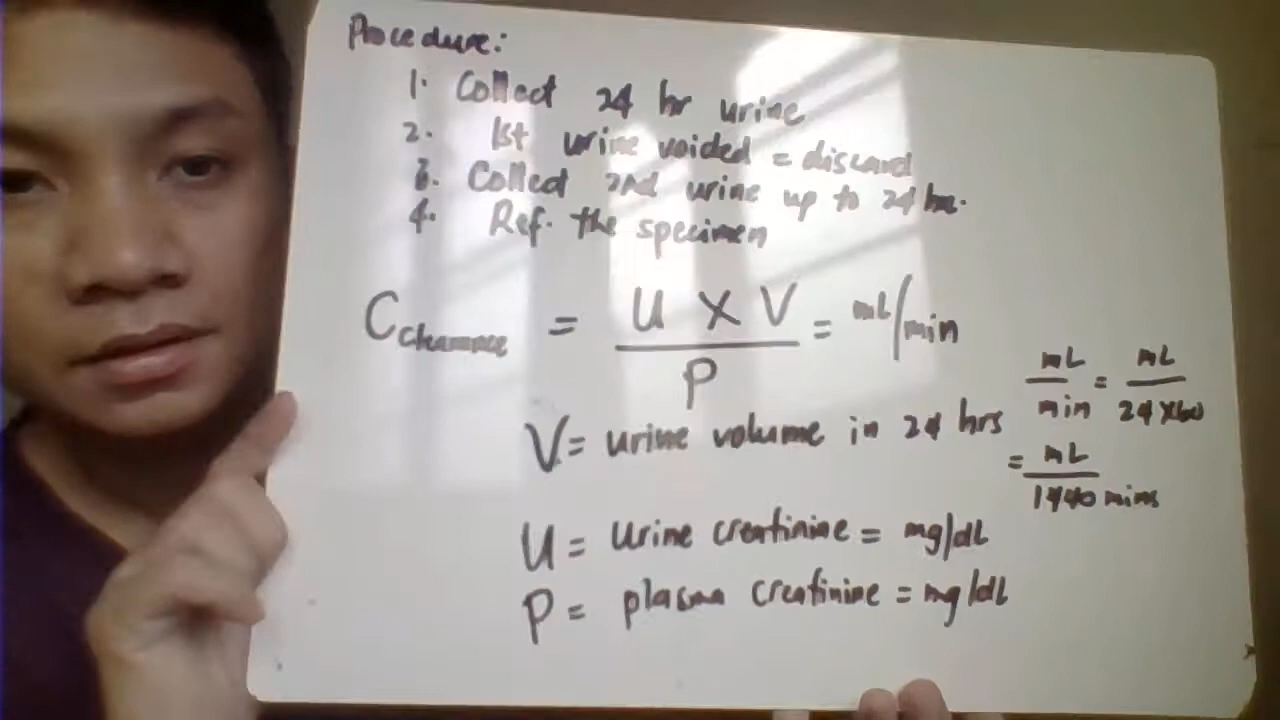 Procedure:
1. Collect 24 hr urine
2. 1st urine voided = discard
3. Collect 2nd urine up to 24 hrs.
4. Ref. the specimen
C clearance = U X V / P = mL/min
V = urine volume in 24 hrs
mL/min = mL/24 x 60
= mL/1440 mins
U = Urine creatinine = mg/dL
P = plasma creatinine = mg/dL